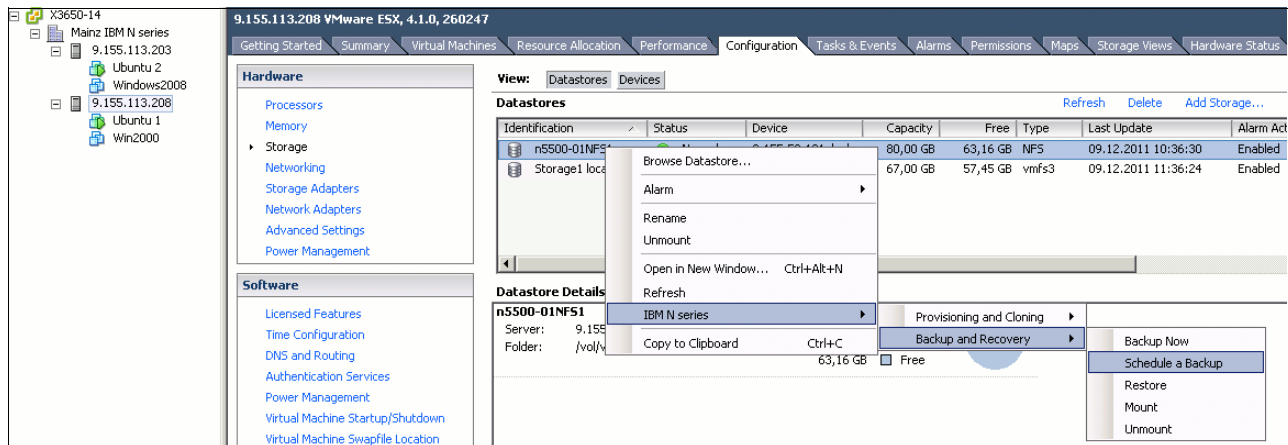 X3650-14
Mainz IBM N series
9.155.113.203
Ubuntu 2
Windows2008
9.155.113.208
Ubuntu 1
Win2000
9.155.113.208 VMware ESX, 4.1.0, 260247
Getting Started Summary Virtual Machines Resource Allocation Performance Configuration Tasks & Events Alarms Permissions Maps Storage Views Hardware Status
Hardware
Processors
Memory
Storage
Networking
Storage Adapters
Network Adapters
Advanced Settings
Power Management
Software
Licensed Features
Time Configuration
DNS and Routing
Authentication Services
Power Management
Virtual Machine Startup/Shutdown
Virtual Machine Swapfile Location
View: Datastores Devices
Datastores Refresh Delete Add Storage...
Identification Status Device Capacity Free Type Last Update Alarm Act
n5500-01NFS1 80,00 GB 63,16 GB NFS 09.12.2011 10:36:30 Enabled
Storage1 loca 67,00 GB 57,45 GB vmfs3 09.12.2011 11:36:24 Enabled
Browse Datastore...
Alarm
Rename
Unmount
Open in New Window... Ctrl+Alt+N
Refresh
IBM N series
Copy to Clipboard Ctrl+C
Provisioning and Cloning
Backup and Recovery
Backup Now
Schedule a Backup
Restore
Mount
Unmount
Datastore Details
n5500-01NFS1
Server: 9.155
Folder: /vol/v
63,16 GB Free